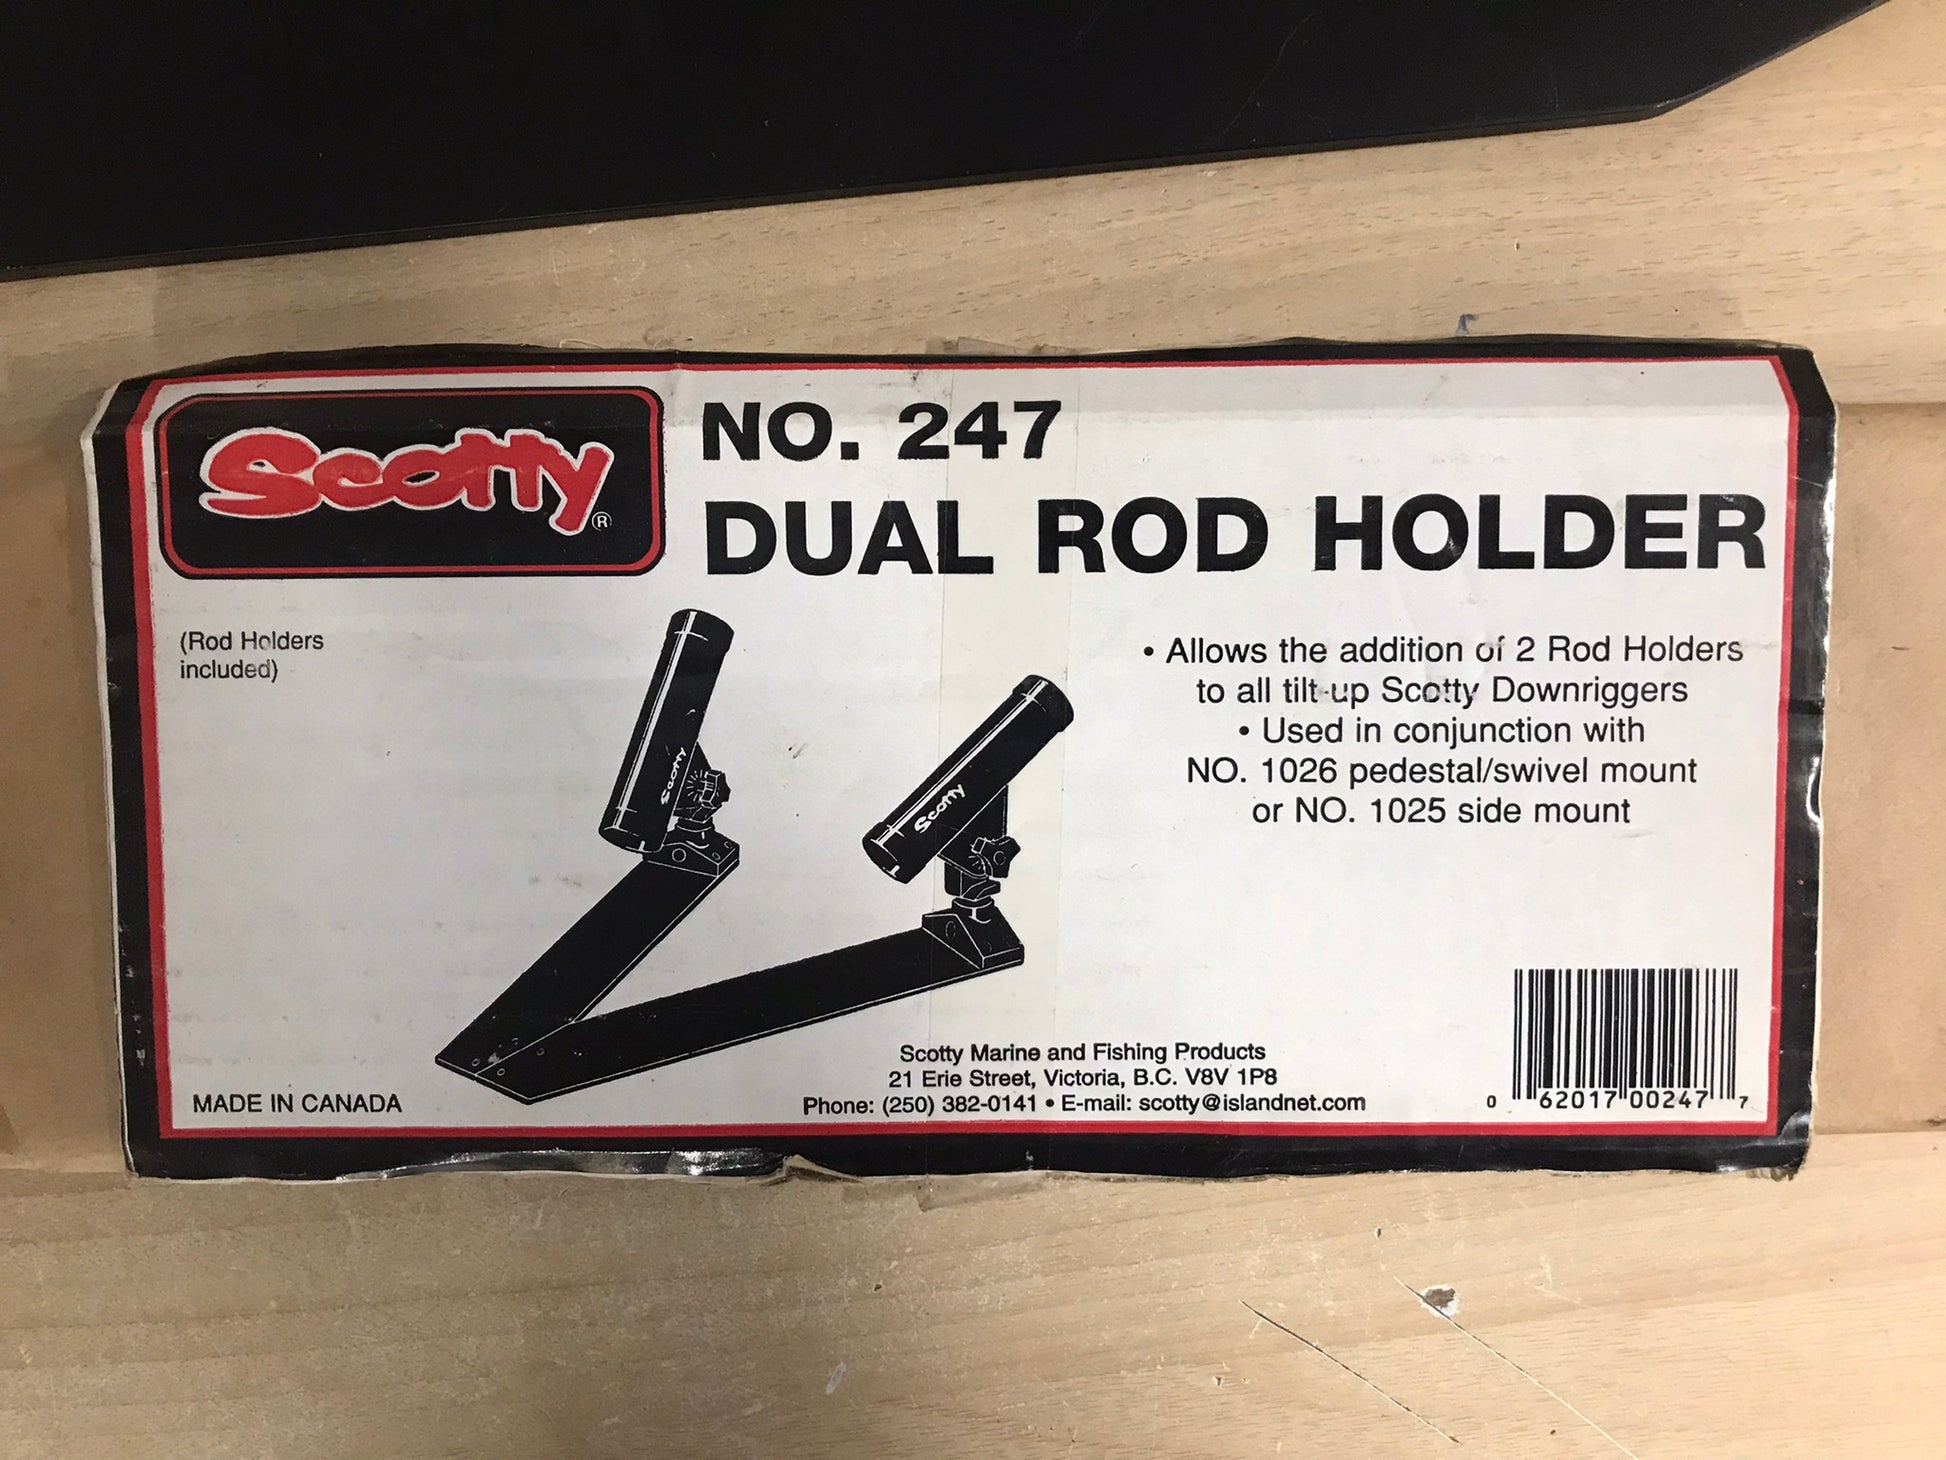 Scotty®
NO. 247
DUAL ROD HOLDER
(Rod Holders
included)
Scotty
Scotty
• Allows the addition of 2 Rod Holders
to all tilt-up Scotty Downriggers
• Used in conjunction with
NO. 1026 pedestal/swivel mount
or NO. 1025 side mount
MADE IN CANADA
Scotty Marine and Fishing Products
21 Erie Street, Victoria, B.C. V8V 1P8
Phone: (250) 382-0141 • E-mail: scotty@islandnet.com
0 62017 00247 7